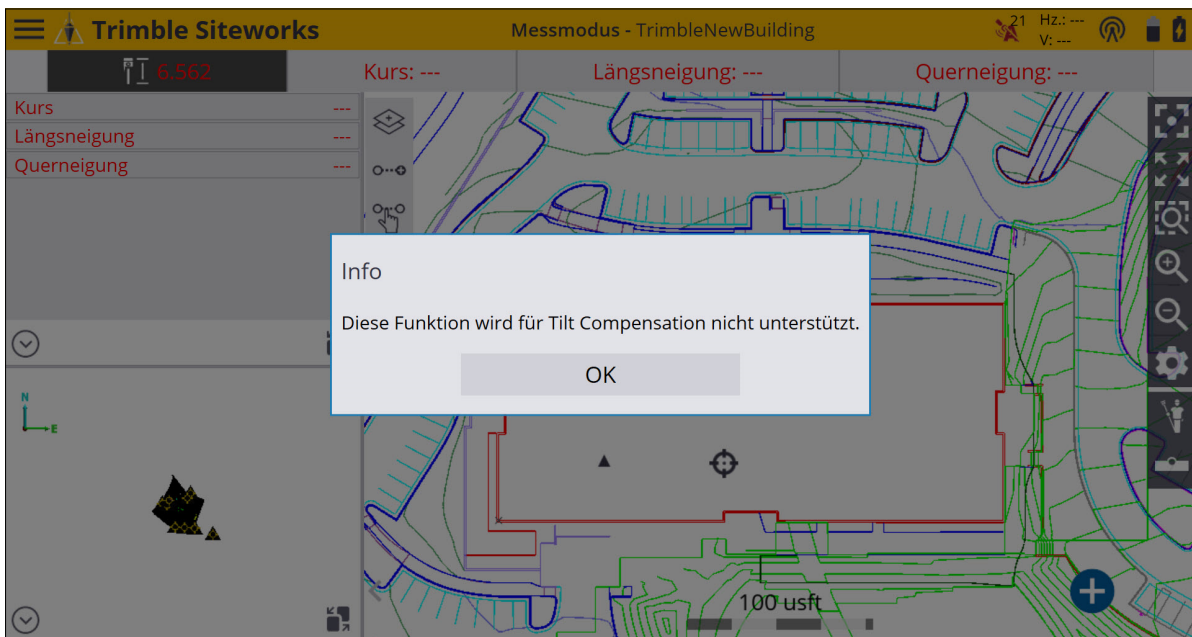 Trimble Siteworks
Messmodus - TrimbleNewBuilding
21
Hz.: ---
V: ---
6.562
Kurs: ---
Längsneigung: ---
Querneigung: ---
Kurs ---
Längsneigung ---
Querneigung ---
Info
Diese Funktion wird für Tilt Compensation nicht unterstützt.
OK
N
E
100 usft